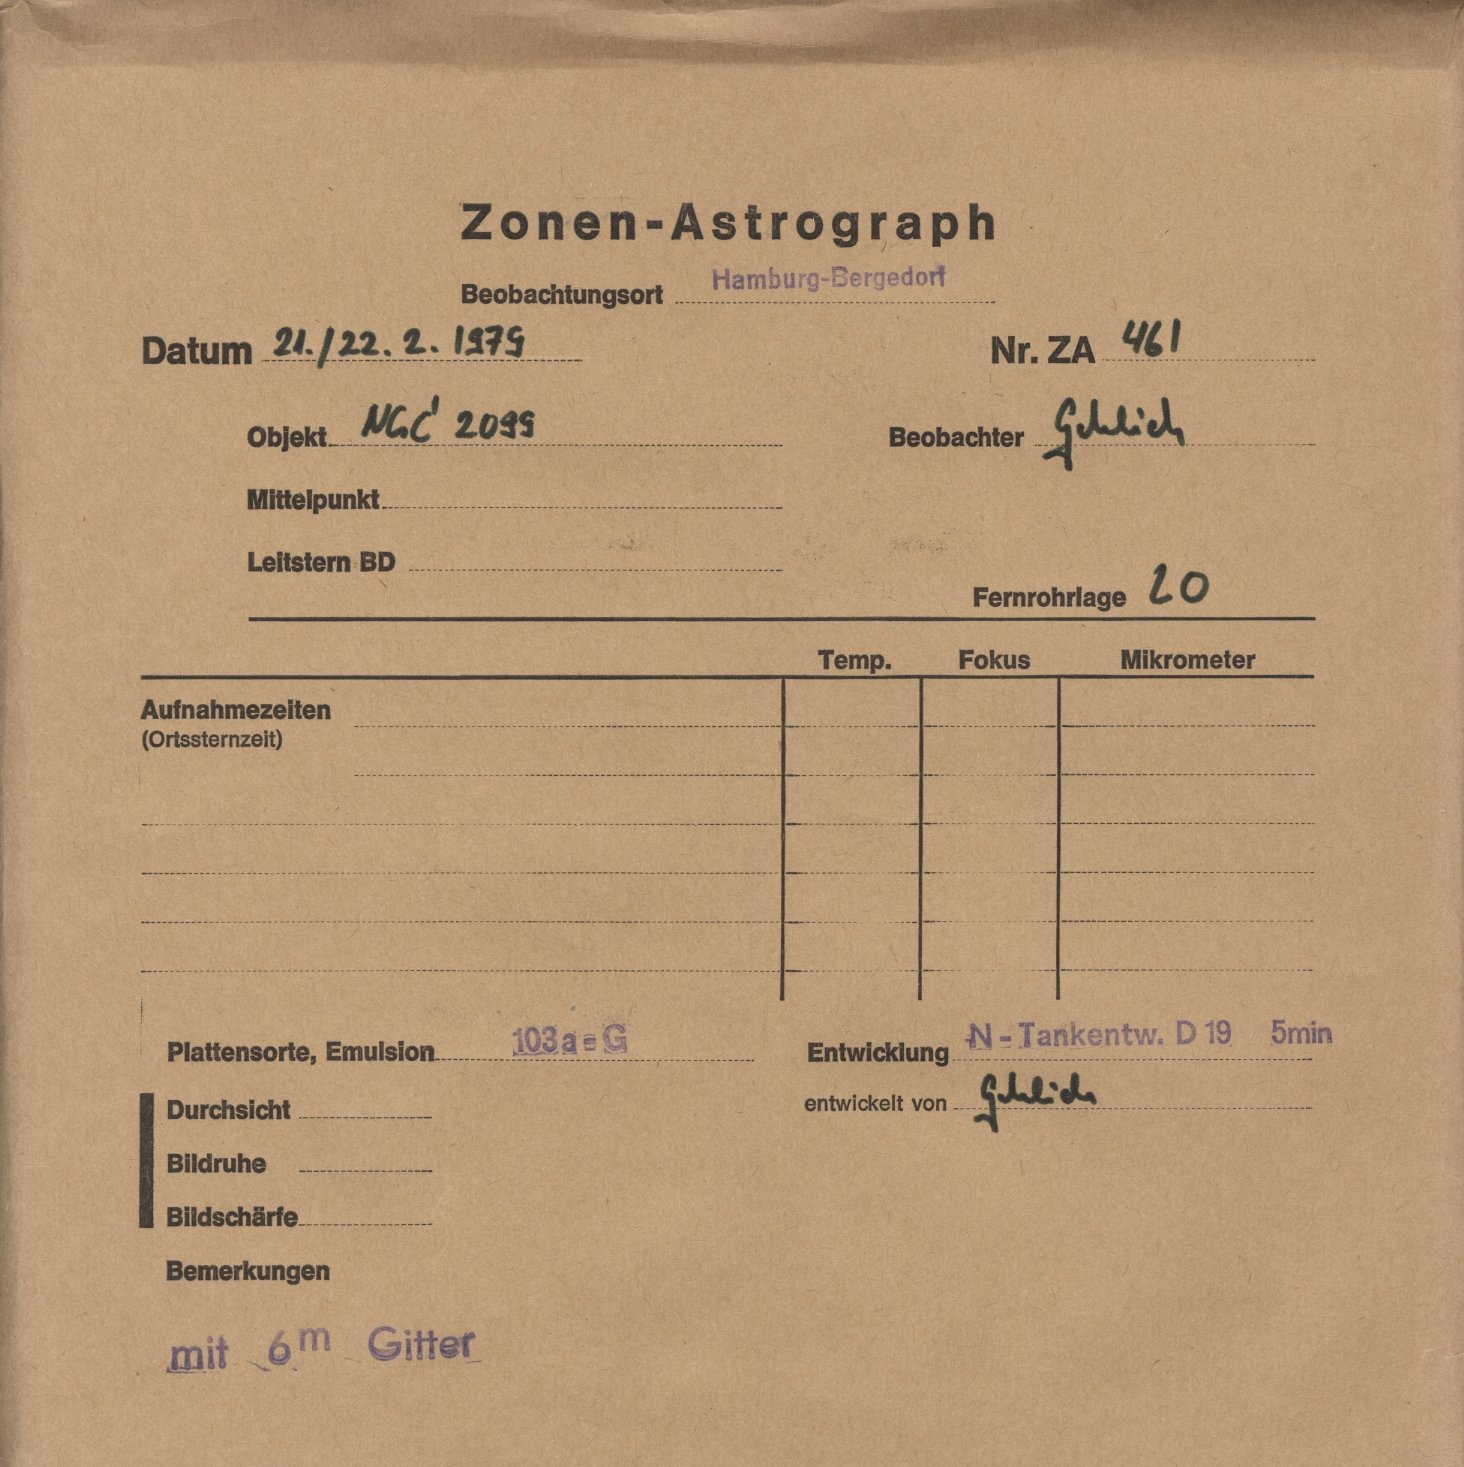 Zonen-Astrograph
Beobachtungsort Hamburg-Bergedorf
Datum 21./22. 2. 1979 Nr. ZA 461
Objekt NGC 2099 Beobachter
Mittelpunkt
Leitstern BD
Fernrohrlage 20
Temp. Fokus Mikrometer
Aufnahmezeiten
(Ortssternzeit)
Plattensorte, Emulsion 103a-G Entwicklung N-Tankentw. D 19 5min
Durchsicht entwickelt von
Bildruhe
Bildschärfe
Bemerkungen
mit 6m Gitter